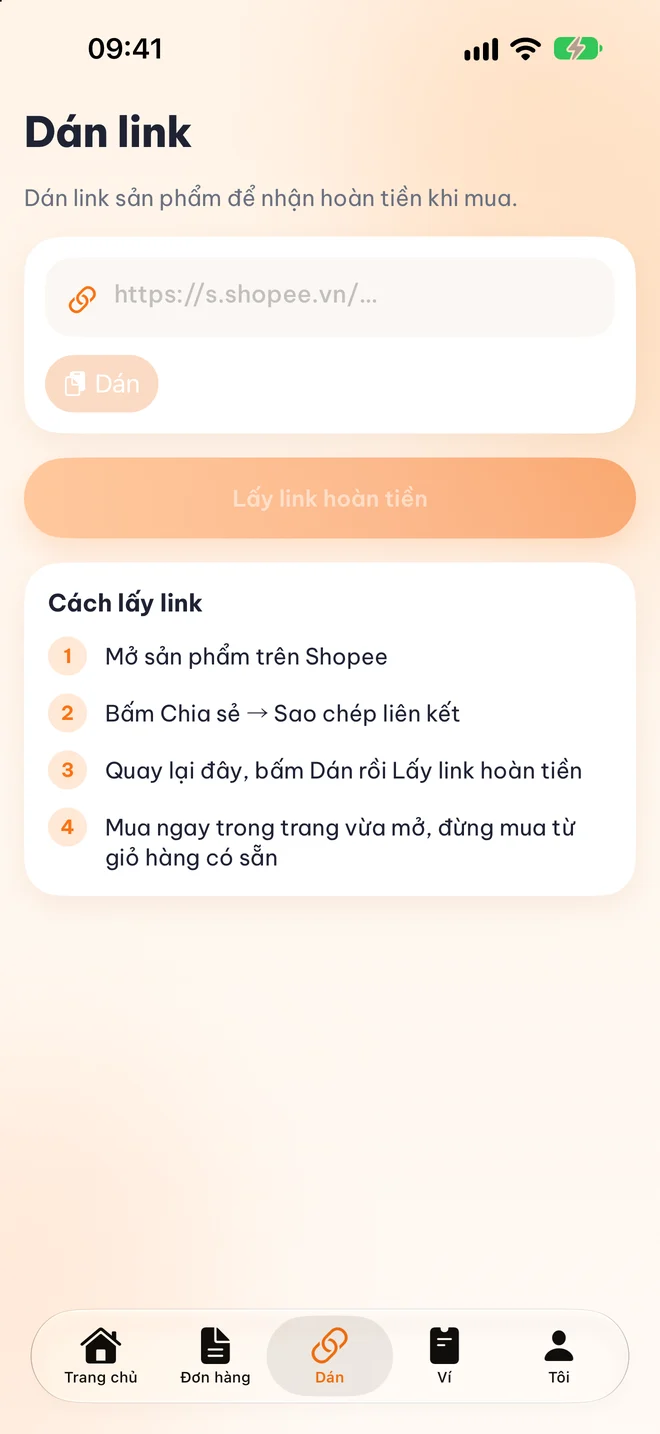 09:41
Dán link
Dán link sản phẩm để nhận hoàn tiền khi mua.
https://s.shopee.vn/...
Dán
Lấy link hoàn tiền
Cách lấy link
1 Mở sản phẩm trên Shopee
2 Bấm Chia sẻ → Sao chép liên kết
3 Quay lại đây, bấm Dán rồi Lấy link hoàn tiền
4 Mua ngay trong trang vừa mở, đừng mua từ
giỏ hàng có sẵn
Trang chủ Đơn hàng Dán Ví Tôi